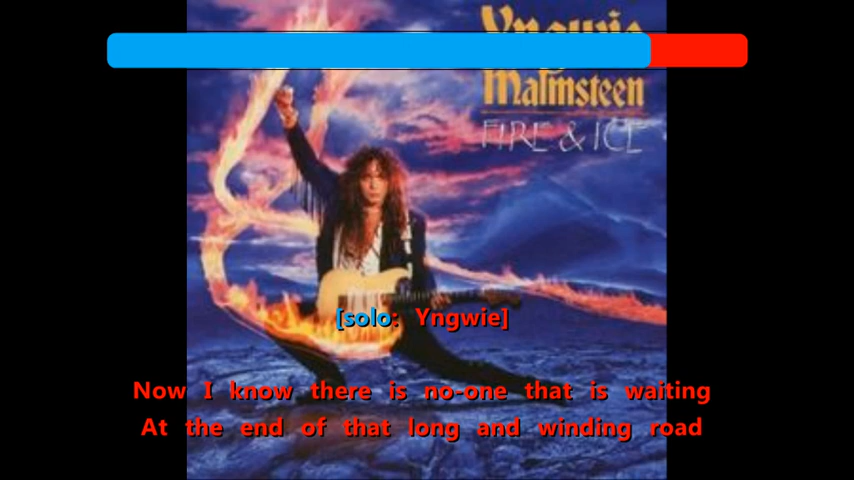 Yngwie
Malmsteen
FIRE & ICE
[solo: Yngwie]
Now I know there is no-one that is waiting
At the end of that long and winding road